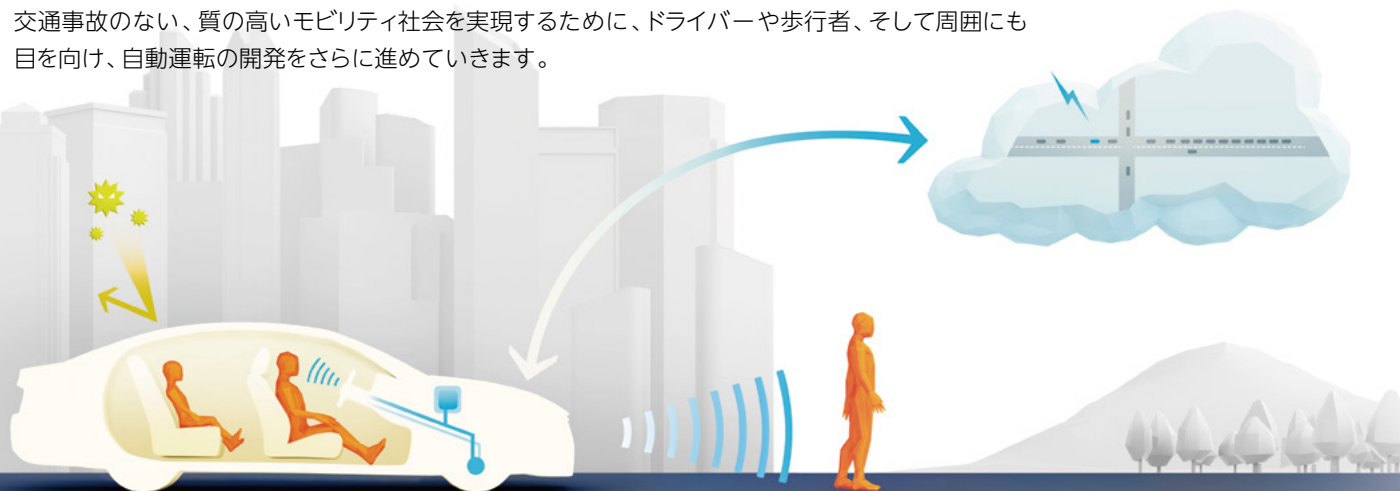 交通事故のない、質の高いモビリティ社会を実現するために、ドライバーや歩行者、そして周囲にも
目を向け、自動運転の開発をさらに進めていきます。